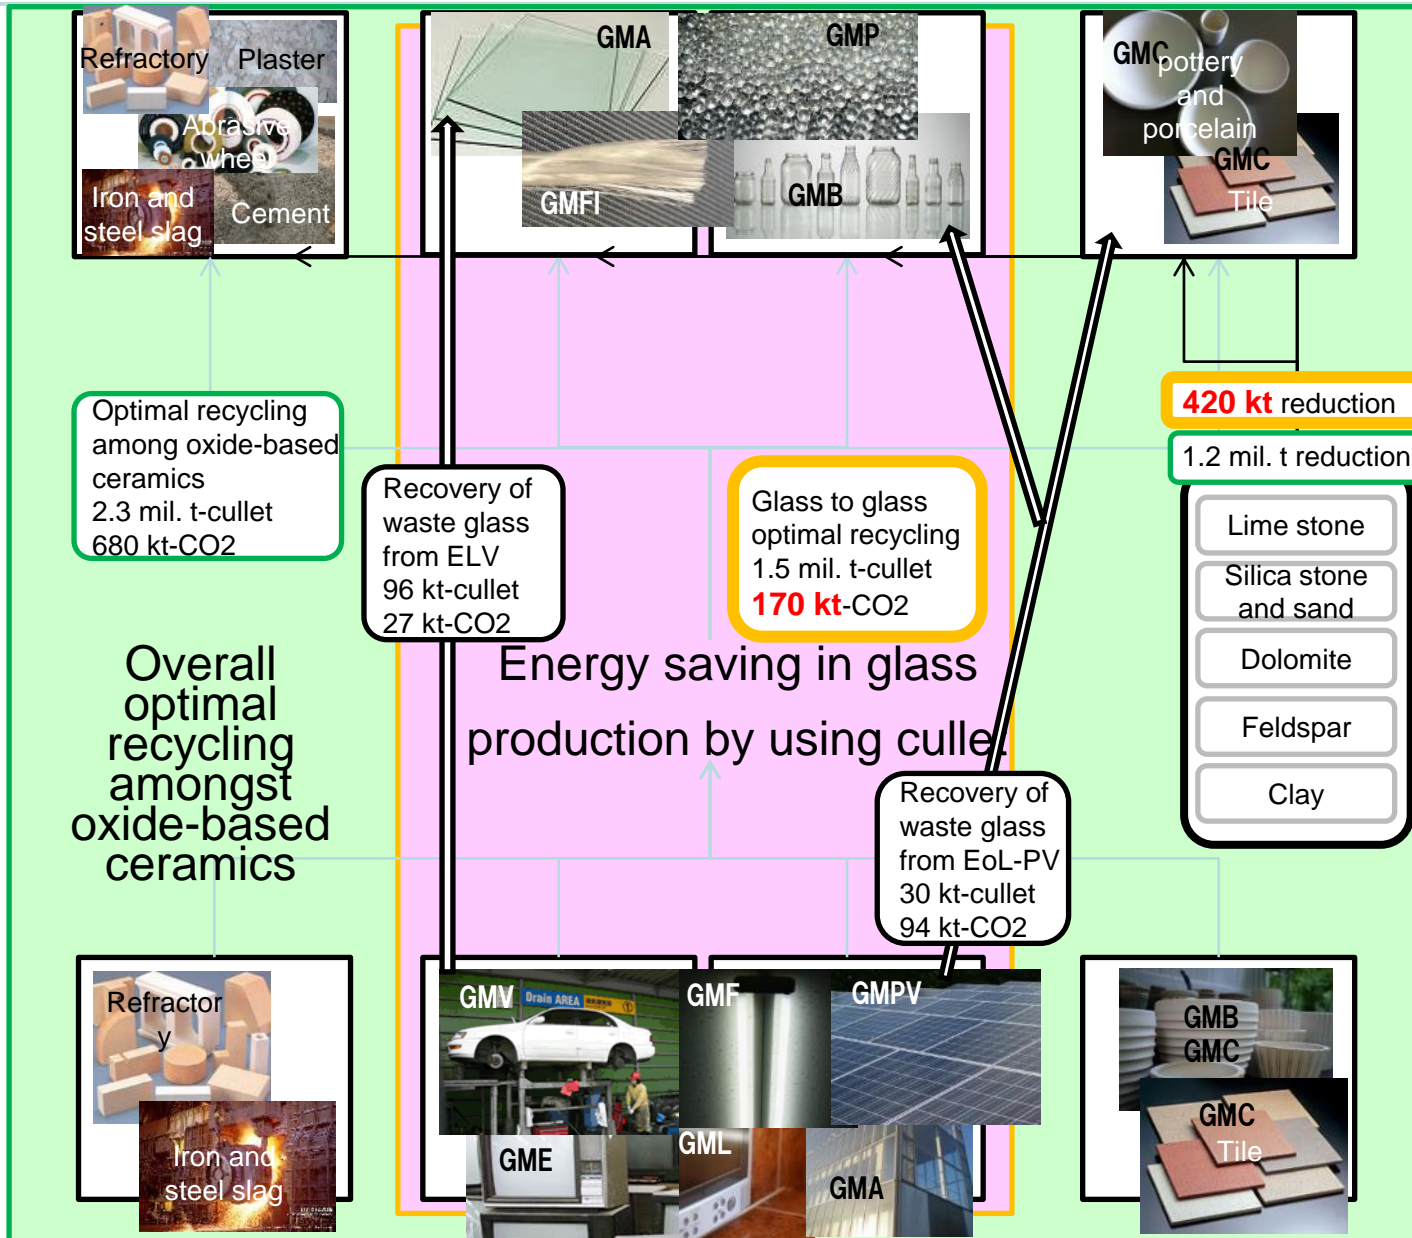 Refractory
Plaster
Abrasive
wheel
Iron and
steel slag
Cement
GMA
GMP
GMFI
GMB
GMC
pottery
and
porcelain
GMC
Tile
Optimal recycling
among oxide-based
ceramics
2.3 mil. t-cullet
680 kt-CO2
Recovery of
waste glass
from ELV
96 kt-cullet
27 kt-CO2
Glass to glass
optimal recycling
1.5 mil. t-cullet
170 kt-CO2
420 kt reduction
1.2 mil. t reduction
Lime stone
Silica stone
and sand
Dolomite
Feldspar
Clay
Overall
optimal
recycling
amongst
oxide-based
ceramics
Energy saving in glass
production by using cullet
Recovery of
waste glass
from EoL-PV
30 kt-cullet
94 kt-CO2
Refractor
y
Iron and
steel slag
GMV
Drain AREA
GMF
GMPV
GME
GML
GMA
GMB
GMC
GMC
Tile